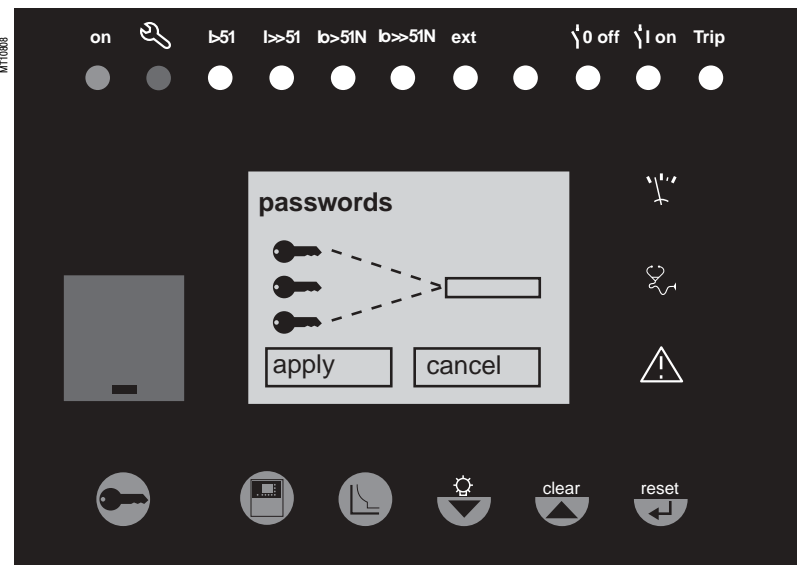 MT10808
on I>51 I>>51 Io>51N Io>>51N ext 0 off I on Trip
passwords
apply cancel
clear reset